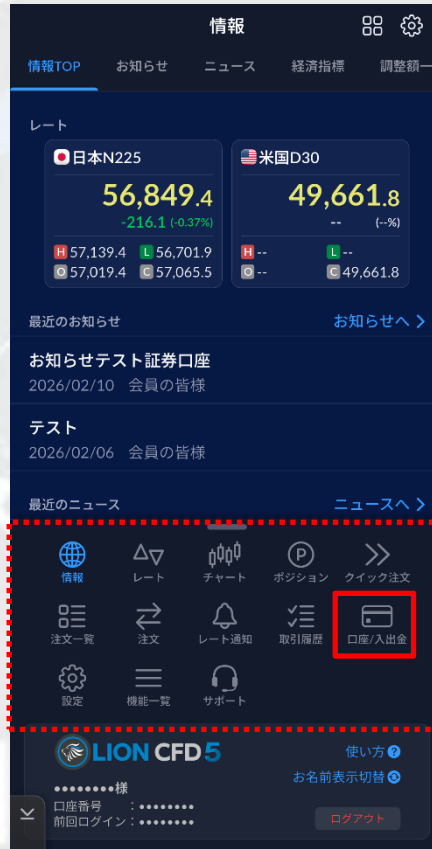 情報
情報TOP お知らせ ニュース 経済指標 調整額一
レート
日本N225 米国D30
56,849.4 49,661.8
-216.1 (-0.37%) -- (--%)
H 57,139.4 L 56,701.9 H -- L --
O 57,019.4 C 57,065.5 O -- C 49,661.8
最近のお知らせ お知らせへ
お知らせテスト証券口座
2026/02/10 会員の皆様
テスト
2026/02/06 会員の皆様
最近のニュース ニュースへ
情報 レート チャート P ポジション クイック注文
注文一覧 注文 レート通知 取引履歴 口座/入出金
設定 機能一覧 サポート
LION CFD 5 使い方 ?
お名前表示切替
••••••••様
口座番号 : ••••••••
前回ログイン : •••••••• ログアウト